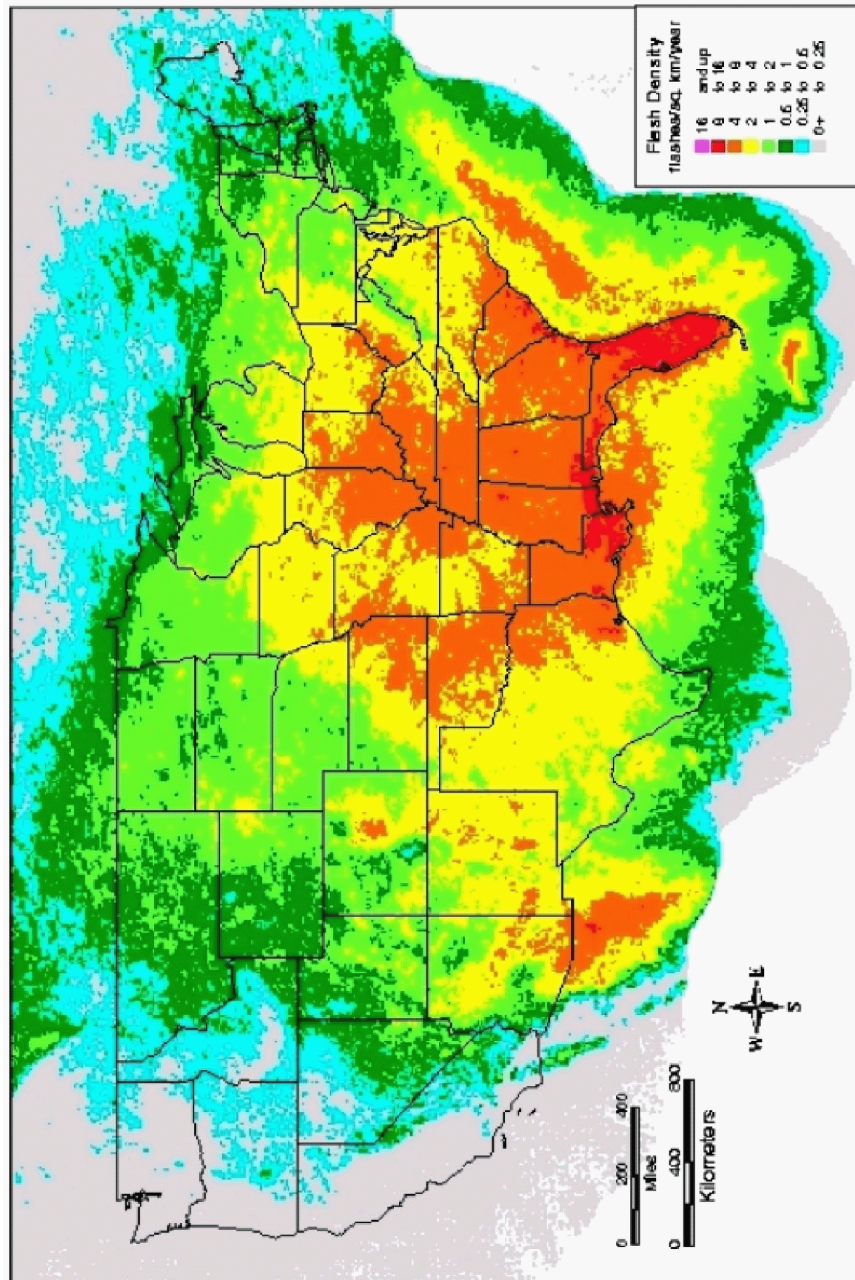 Flash Density
flashes/sq. km/year
16 and up
8 to 16
4 to 8
2 to 4
1 to 2
0.5 to 1
0.25 to 0.5
0+ to 0.25
N
W E
S
0 200 400
Miles
0 400 800
Kilometers